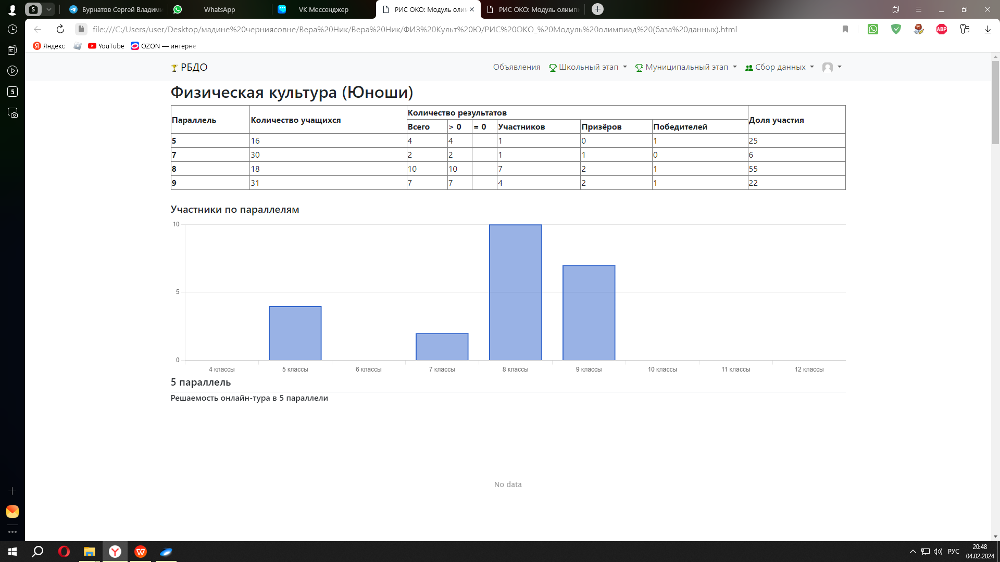 5
Бурнатов Сергей Владими
WhatsApp
VK Мессенджер
РИС ОКО: Модуль оли
РИС ОКО: Модуль олимпи
file:///C:/Users/user/Desktop/мадине%20черниясовне/Вера%20Ник/Вера%20Ник/ФИЗ%20Культ%20Ю/РИС%20ОКО_%20Модуль%20олимпиад%20(база%20данных).html
ABP
Яндекс
YouTube
OZON — интерне
5
РБДО
Объявления
Школьный этап
Муниципальный этап
Сбор данных
Физическая культура (Юноши)
Параллель Количество учащихся Количество результатов Доля участия
Всего > 0 = 0 Участников Призёров Победителей
5 16 4 4 1 0 1 25
7 30 2 2 1 1 0 6
8 18 10 10 7 2 1 55
9 31 7 7 4 2 1 22
Участники по параллелям
10
5
0
4 классы 5 классы 6 классы 7 классы 8 классы 9 классы 10 классы 11 классы 12 классы
5 параллель
Решаемость онлайн-тура в 5 параллели
No data
РУС
20:48
04.02.2024